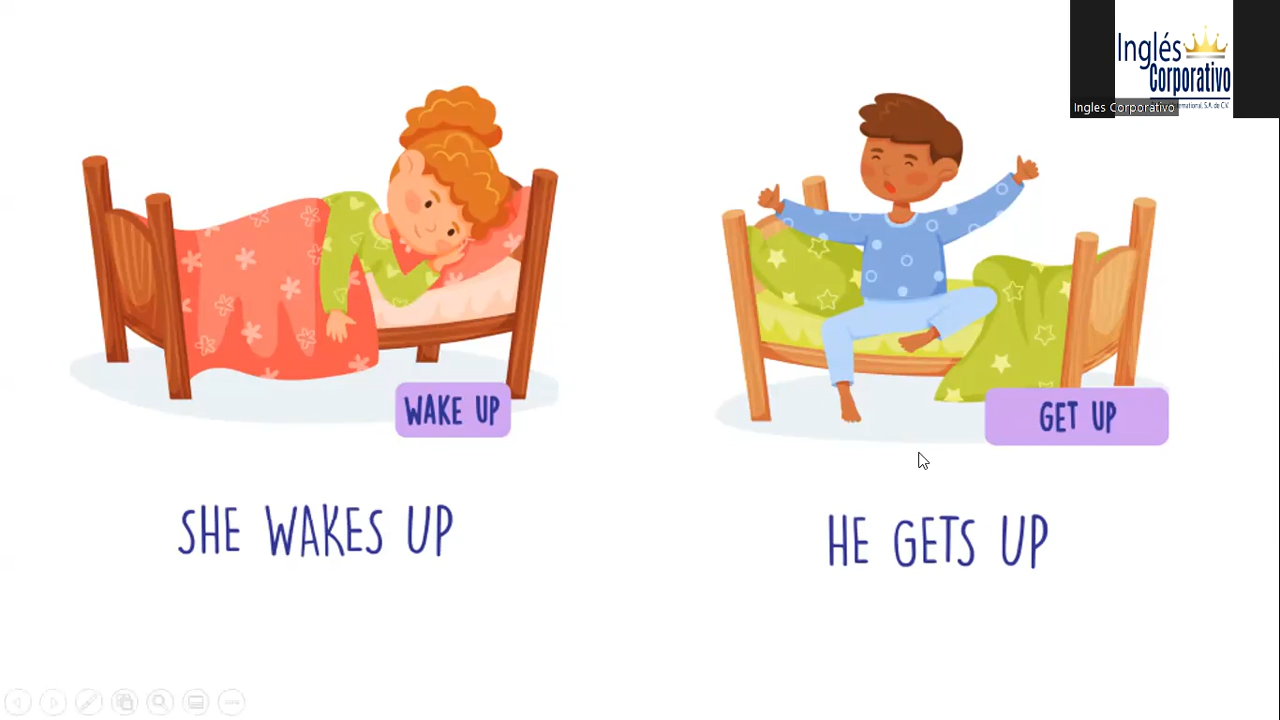 Inglés
Corporativo
Ingles Corporativo
WAKE UP
GET UP
SHE WAKES UP
HE GETS UP